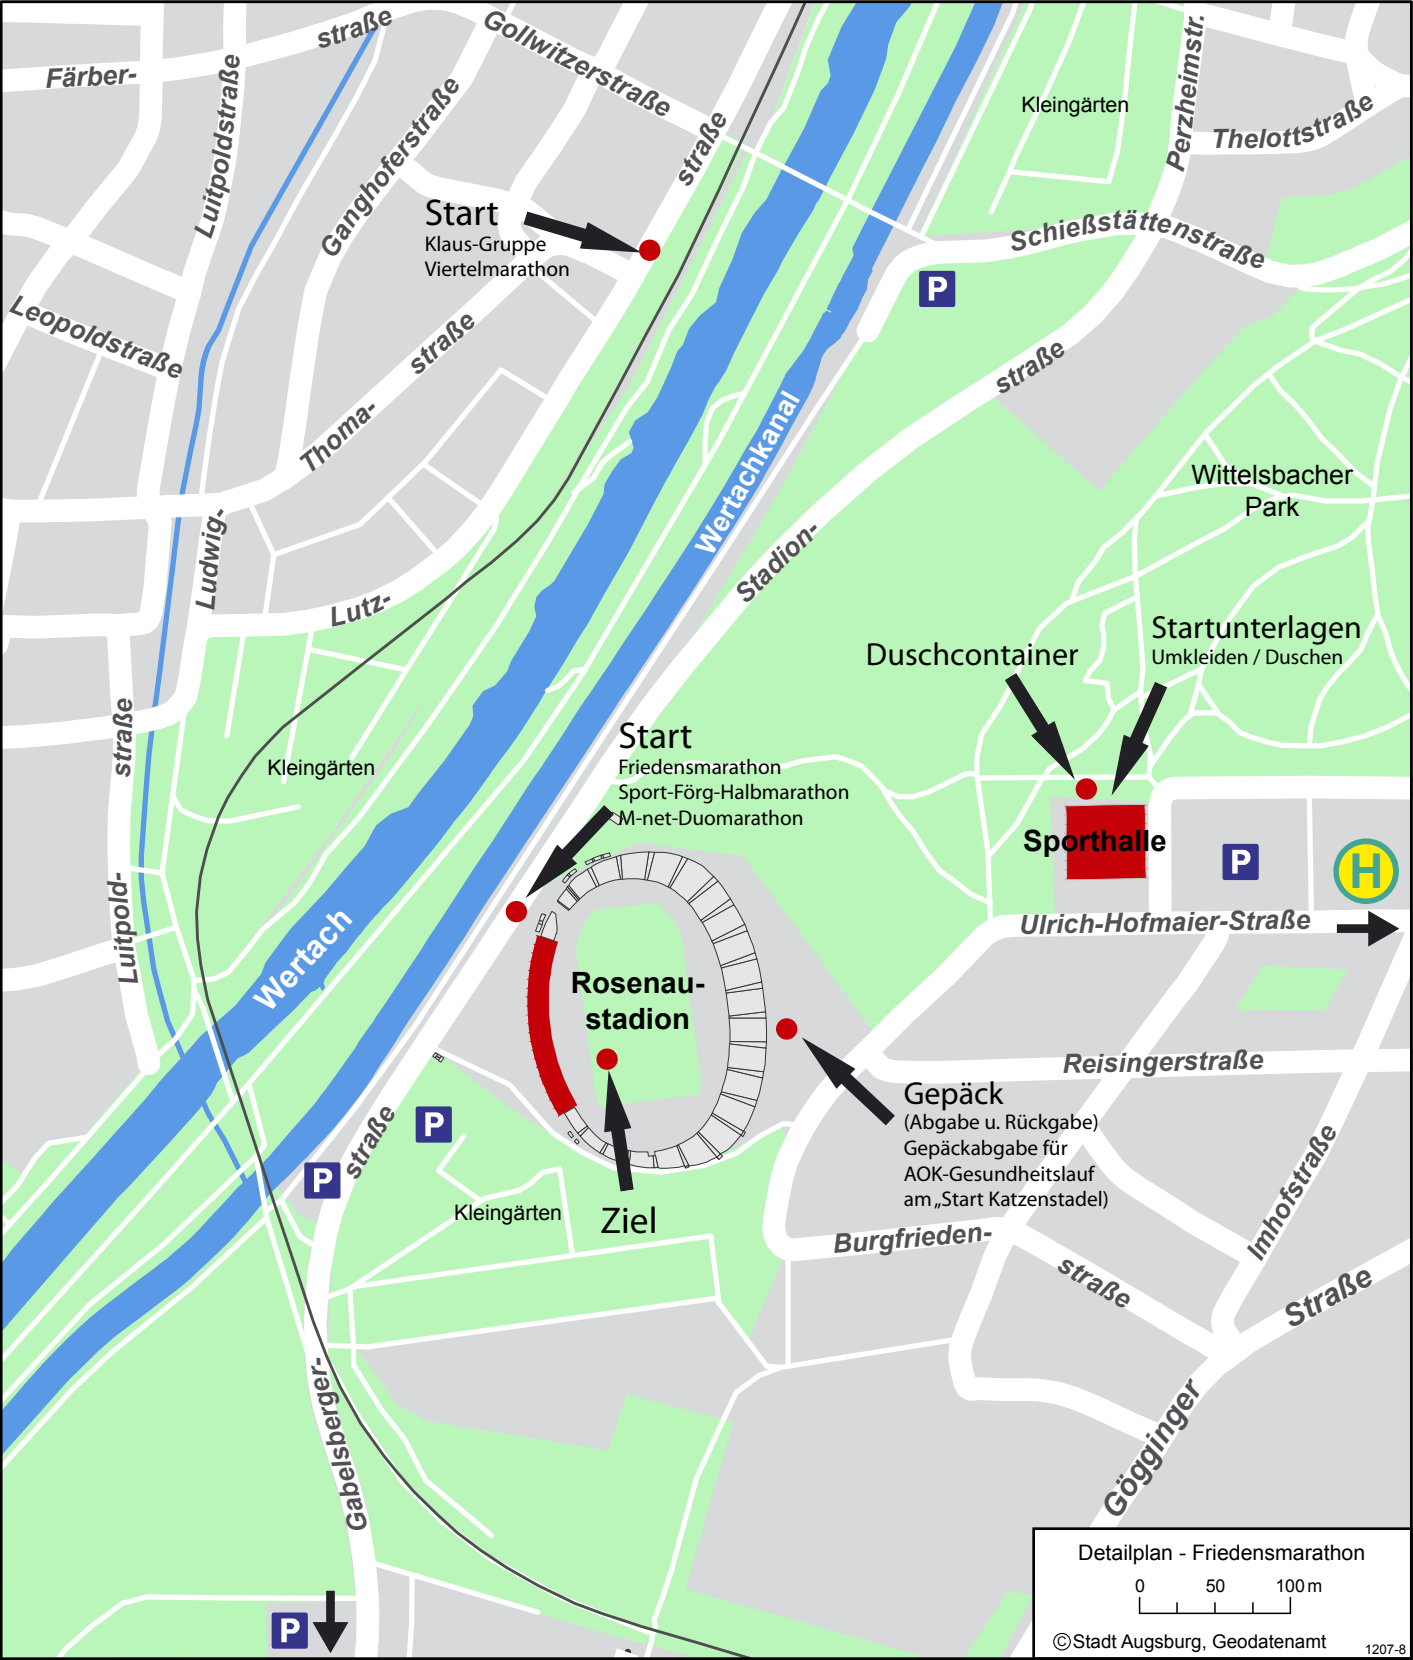 straße
Färber-
Luitpoldstraße
Gollwitzerstraße
Ganghoferstraße
straße
Kleingärten
Perzheimstr.
Thelottstraße
Start
Klaus-Gruppe
Viertelmarathon
Schießstättenstraße
P
Leopoldstraße
straße
Thoma-
straße
Wertachkanal
Wittelsbacher
Park
Stadion-
Ludwig-
Lutz-
Startunterlagen
Umkleiden / Duschen
Duschcontainer
straße
Kleingärten
Start
Friedensmarathon
Sport-Förg-Halbmarathon
M-net-Duomarathon
Sporthalle
P
H
Luitpold-
Ulrich-Hofmaier-Straße
Wertach
Rosenau-
stadion
Reisingerstraße
Gepäck
(Abgabe u. Rückgabe)
Gepäckabgabe für
AOK-Gesundheitslauf
am „Start Katzenstadel)
P
straße
P
Kleingärten
Ziel
Imhofstraße
Burgfrieden-
straße
Straße
Gabelsberger-
Gögginger
P
Detailplan - Friedensmarathon
0 50 100 m
©Stadt Augsburg, Geodatenamt
1207-8